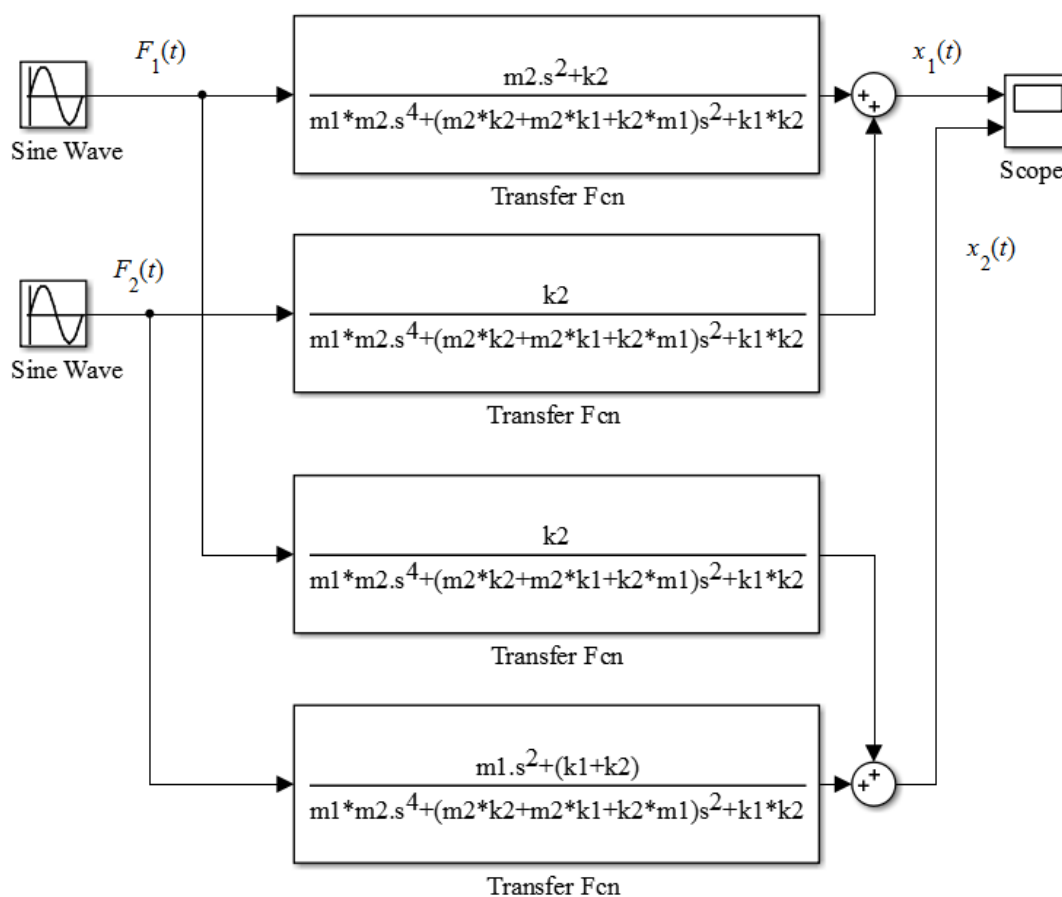 F₁(t)
x₁(t)
m2.s²+k2
m1*m2.s⁴+(m2*k2+m2*k1+k2*m1)s²+k1*k2
Sine Wave
+
+
Scope
Transfer Fcn
F₂(t)
x₂(t)
k2
m1*m2.s⁴+(m2*k2+m2*k1+k2*m1)s²+k1*k2
Sine Wave
Transfer Fcn
k2
m1*m2.s⁴+(m2*k2+m2*k1+k2*m1)s²+k1*k2
Transfer Fcn
m1.s²+(k1+k2)
m1*m2.s⁴+(m2*k2+m2*k1+k2*m1)s²+k1*k2
+
+
Transfer Fcn